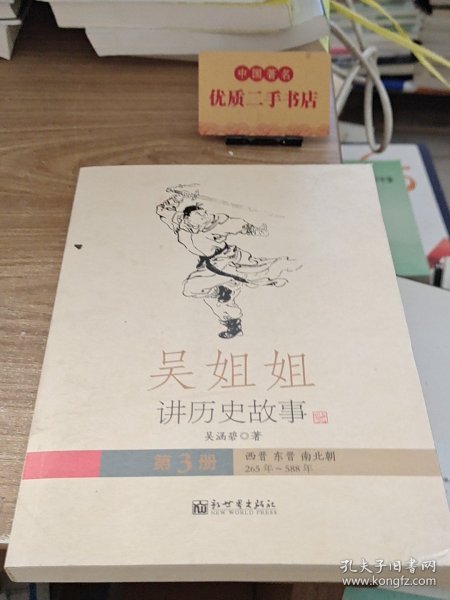 中国著名
优质二手书店
吴姐姐
讲历史故事
吴涵碧◇著
第3册
西晋 东晋 南北朝
265年~588年
新世界出版社
NEW WORLD PRESS
孔夫子旧书网
www.kongfz.com